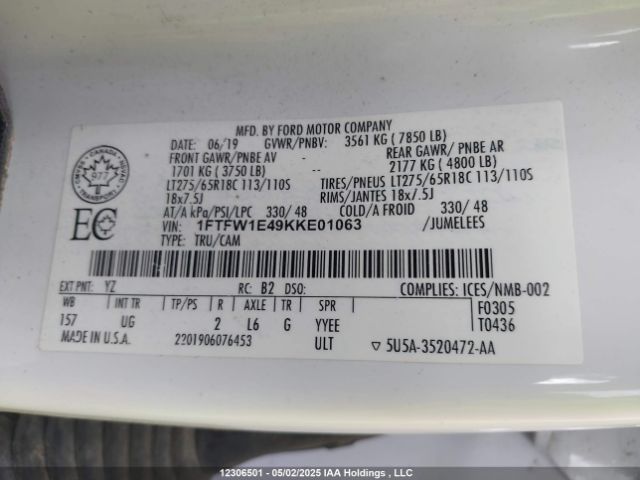 MFD. BY FORD MOTOR COMPANY
DATE: 06/19 GVWR/PNBV: 3561 KG ( 7850 LB)
FRONT GAWR/PNBE AV REAR GAWR/ PNBE AR
1701 KG ( 3750 LB) 2177 KG ( 4800 LB)
LT275/65R18C 113/110S TIRES/PNEUS LT275/65R18C 113/110S
18x7.5J RIMS/JANTES 18x7.5J
AT/A kPa/PSI/LPC 330/ 48 COLD/A FROID 330/ 48
VIN: 1FTFW1E49KKE01063 /JUMELEES
TYPE: TRU/CAM
CANADA
977
TRANSPORT
EC
EXT PNT: YZ RC: B2 DSO: COMPLIES: ICES/NMB-002
WB INT TR TP/PS R AXLE TR SPR F0305
157 UG 2 L6 G YYEE T0436
MADE IN U.S.A. 2201906076453 ULT ▽ 5U5A-3520472-AA
12306501 - 05/02/2025 IAA Holdings , LLC